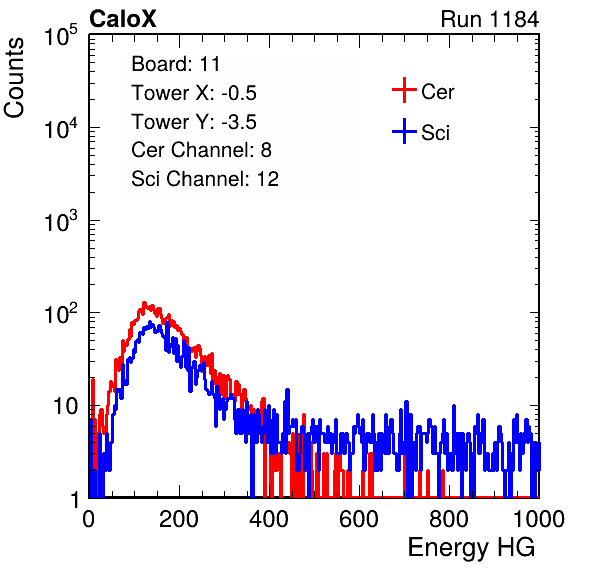 CaloX Run 1184
Counts
10^5
10^4
10^3
10^2
10
1
Board: 11
Tower X: -0.5
Tower Y: -3.5
Cer Channel: 8
Sci Channel: 12
Cer
Sci
0 200 400 600 800 1000
Energy HG